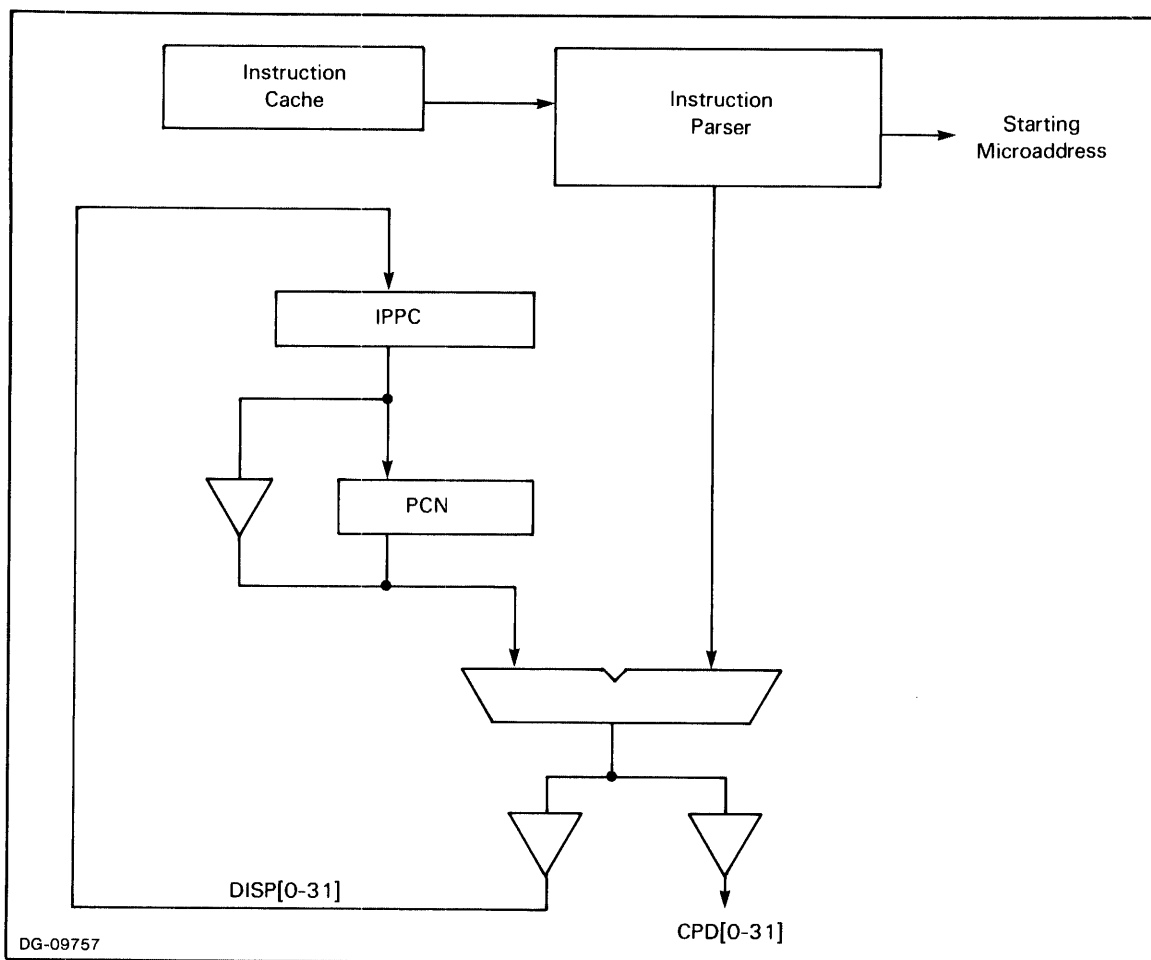 Instruction
Cache
Instruction
Parser
Starting
Microaddress
IPPC
PCN
DISP[0-31]
CPD[0-31]
DG-09757